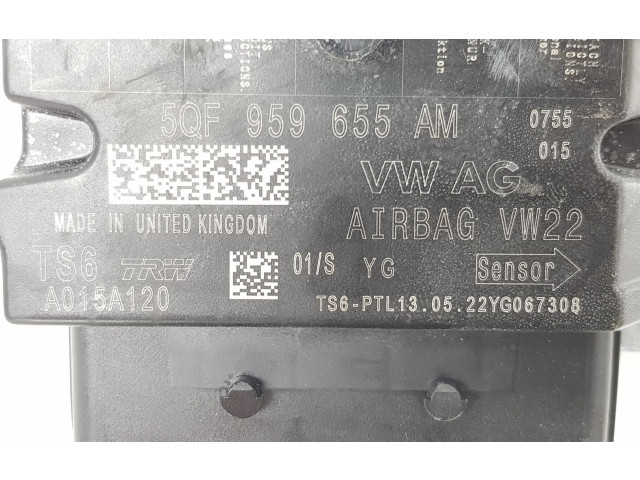 5QF 959 655 AM 0755
015
VW AG
MADE IN UNITED KINGDOM AIRBAG VW22
TS6 TRW 01/S YG Sensor
A015A120 TS6-PTL13.05.22YG067308